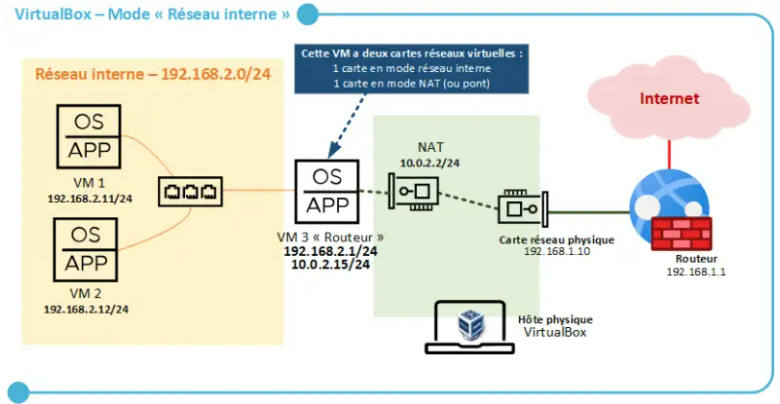 VirtualBox – Mode « Réseau interne »
Cette VM a deux cartes réseaux virtuelles :
1 carte en mode réseau interne
1 carte en mode NAT (ou pont)
Réseau interne – 192.168.2.0/24
OS
APP
VM 1
192.168.2.11/24
OS
APP
VM 2
192.168.2.12/24
OS
APP
VM 3 « Routeur »
192.168.2.1/24
10.0.2.15/24
NAT
10.0.2.2/24
Carte réseau physique
192.168.1.10
Internet
Routeur
192.168.1.1
Hôte physique
VirtualBox